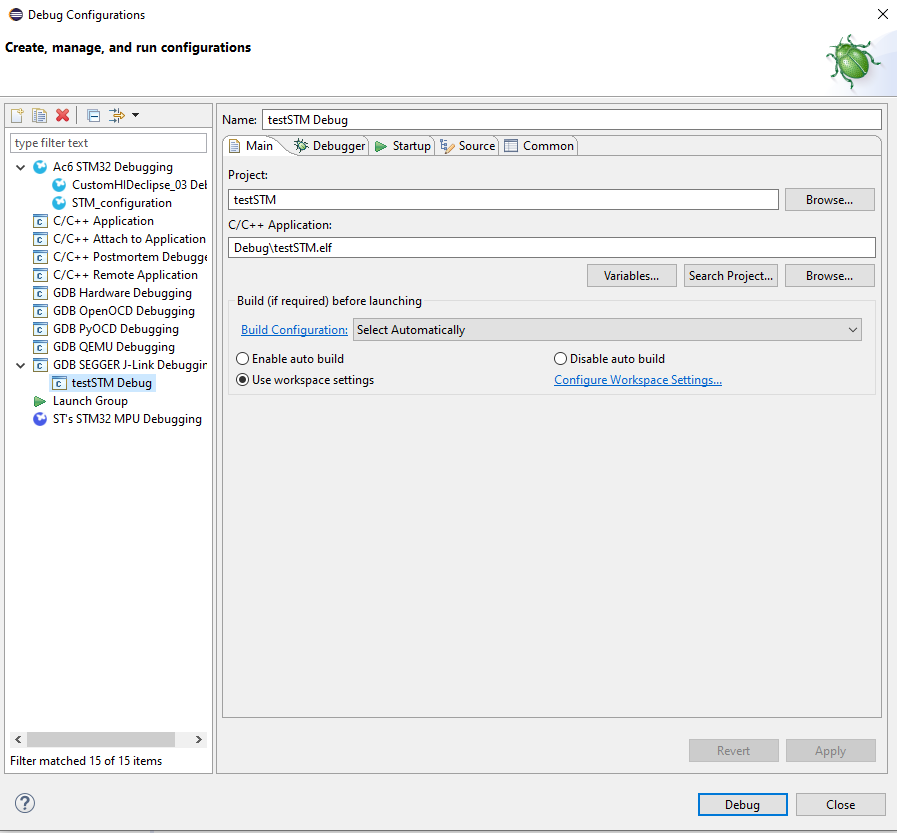 Debug Configurations
Create, manage, and run configurations
type filter text
Ac6 STM32 Debugging
CustomHIDeclipse_03 Del
STM_configuration
C/C++ Application
C/C++ Attach to Application
C/C++ Postmortem Debugge
C/C++ Remote Application
GDB Hardware Debugging
GDB OpenOCD Debugging
GDB PyOCD Debugging
GDB QEMU Debugging
GDB SEGGER J-Link Debuggin
testSTM Debug
Launch Group
ST's STM32 MPU Debugging
Filter matched 15 of 15 items
Name: testSTM Debug
Main Debugger Startup Source Common
Project:
testSTM Browse...
C/C++ Application:
Debug\testSTM.elf
Variables... Search Project... Browse...
Build (if required) before launching
Build Configuration: Select Automatically
Enable auto build Disable auto build
Use workspace settings Configure Workspace Settings...
Revert Apply
? Debug Close